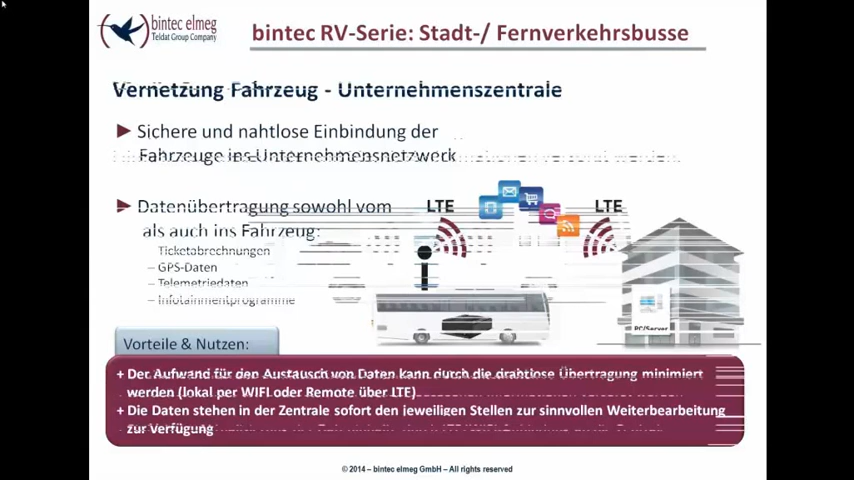 bintec elmeg
Teldat Group Company
bintec RV-Serie: Stadt-/ Fernverkehrsbusse
Vernetzung Fahrzeug - Unternehmenszentrale
Sichere und nahtlose Einbindung der
Fahrzeuge ins Unternehmensnetzwerk
Datenübertragung sowohl vom
als auch ins Fahrzeug:
Ticketabrechnungen
– GPS-Daten
– Telemetriedaten
– Infotainmentprogramme
LTE
LTE
PC/Server
Vorteile & Nutzen:
+ Der Aufwand für den Austausch von Daten kann durch die drahtlose Übertragung minimiert
werden (lokal per WIFI oder Remote über LTE)
+ Die Daten stehen in der Zentrale sofort den jeweiligen Stellen zur sinnvollen Weiterbearbeitung
zur Verfügung
© 2014 – bintec elmeg GmbH – All rights reserved